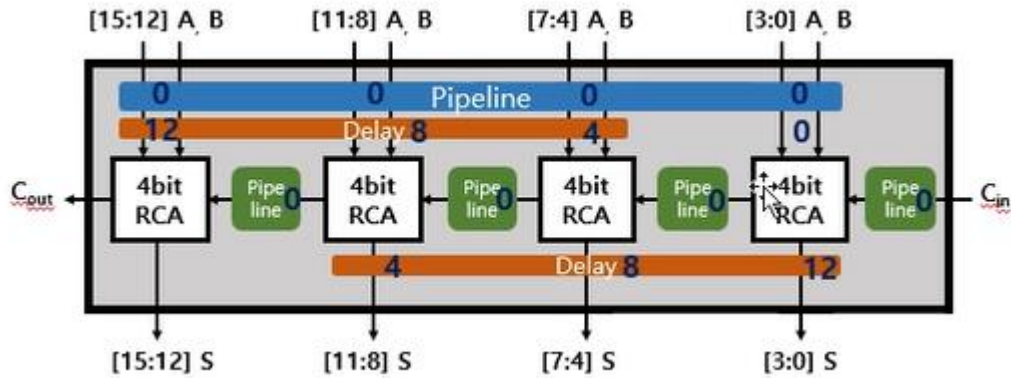 [15:12] A, B [11:8] A, B [7:4] A, B [3:0] A, B
0 0 Pipeline 0 0
12 Delay 8 4 0
Cout 4bit RCA Pipe line 0 4bit RCA Pipe line 0 4bit RCA Pipe line 0 4bit RCA Pipe line 0 Cin
4 Delay 8 12
[15:12] S [11:8] S [7:4] S [3:0] S